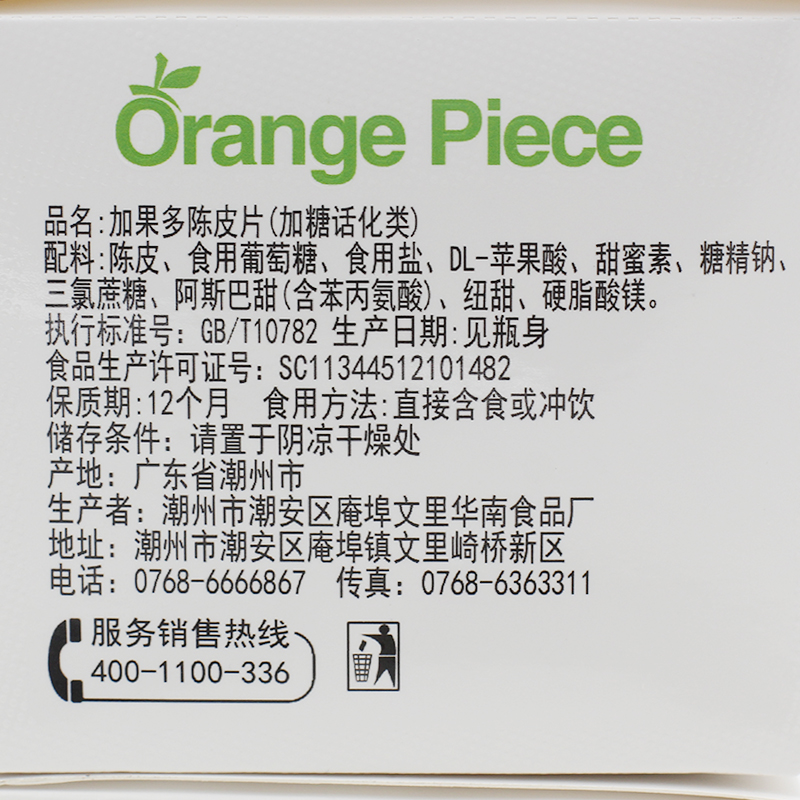 Orange Piece
品名:加果多陈皮片(加糖话化类)
配料:陈皮、食用葡萄糖、食用盐、DL-苹果酸、甜蜜素、糖精钠、
三氯蔗糖、阿斯巴甜(含苯丙氨酸)、纽甜、硬脂酸镁。
执行标准号: GB/T10782 生产日期:见瓶身
食品生产许可证号: SC11344512101482
保质期:12个月 食用方法:直接含食或冲饮
储存条件: 请置于阴凉干燥处
产地: 广东省潮州市
生产者: 潮州市潮安区庵埠文里华南食品厂
地址: 潮州市潮安区庵埠镇文里崎桥新区
电话: 0768-6666867 传真: 0768-6363311
服务销售热线
400-1100-336